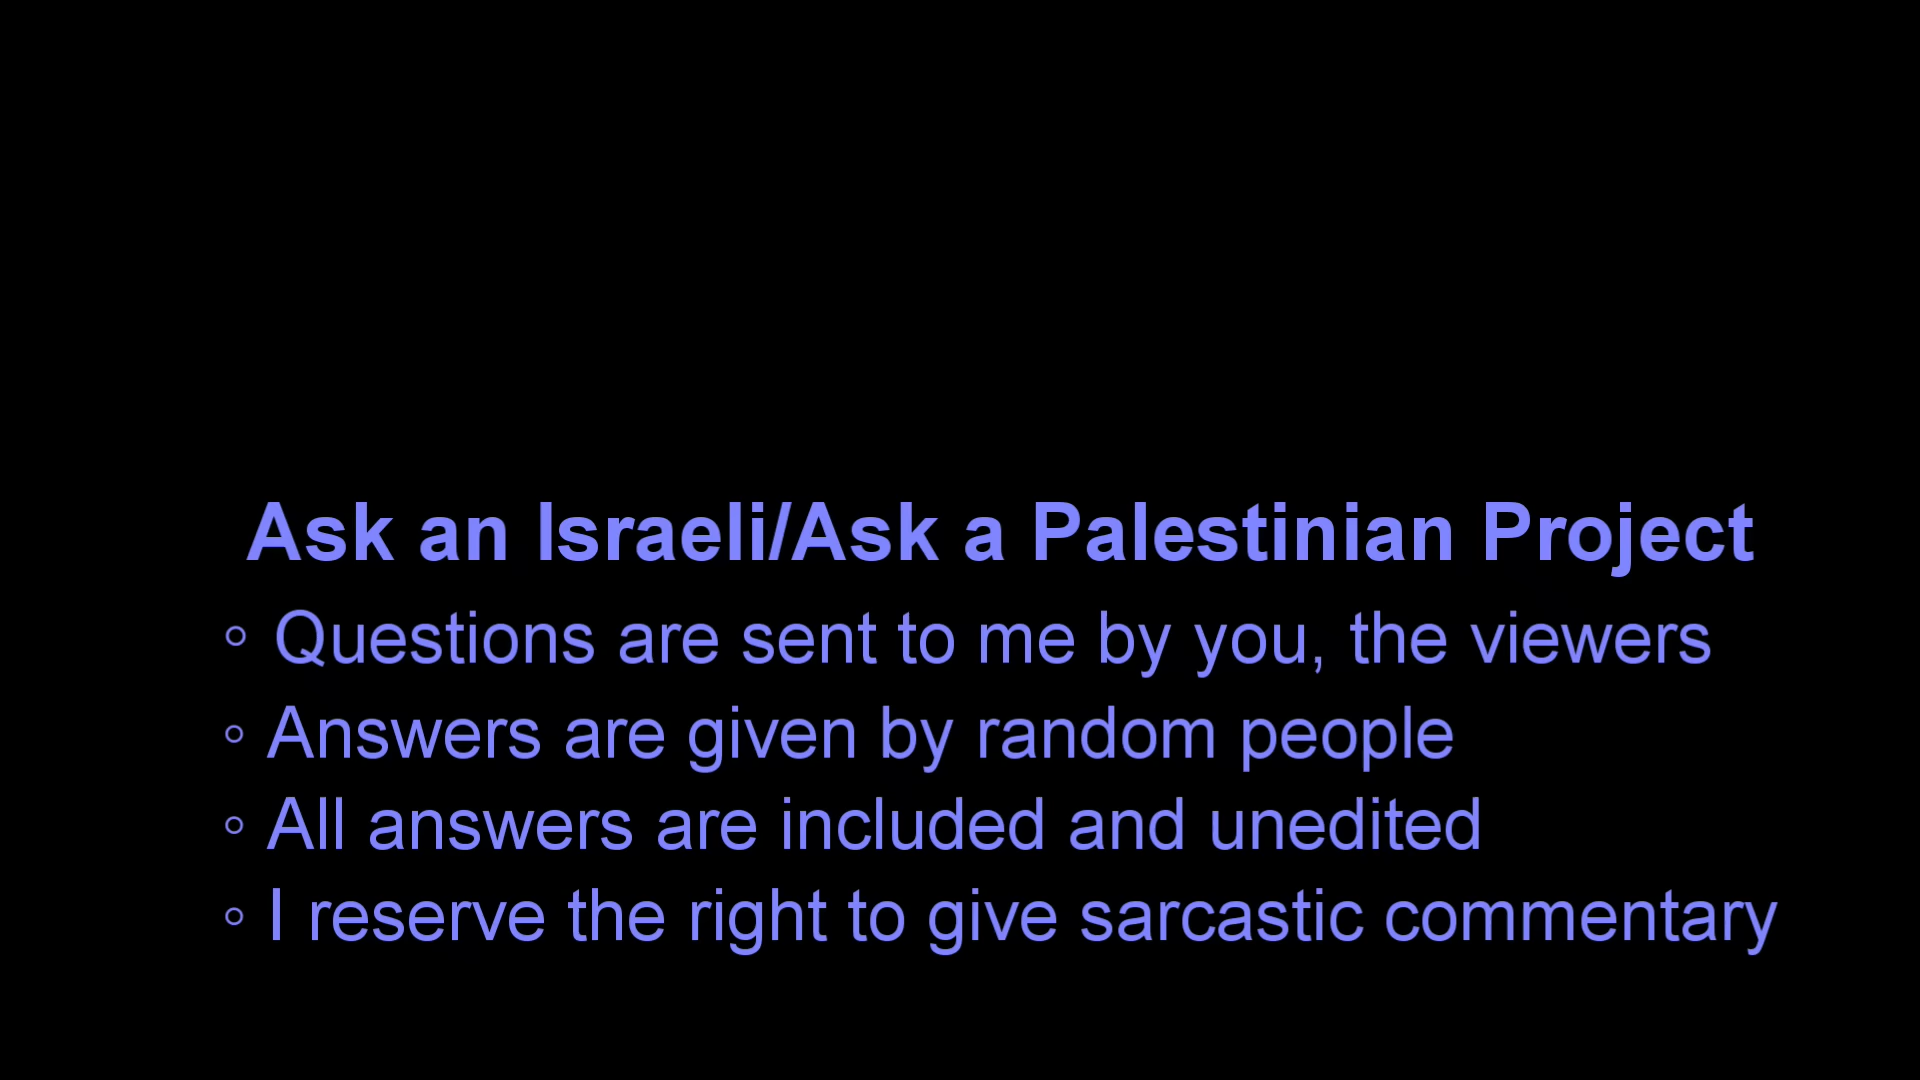 Ask an Israeli/Ask a Palestinian Project
◦ Questions are sent to me by you, the viewers
◦ Answers are given by random people
◦ All answers are included and unedited
◦ I reserve the right to give sarcastic commentary